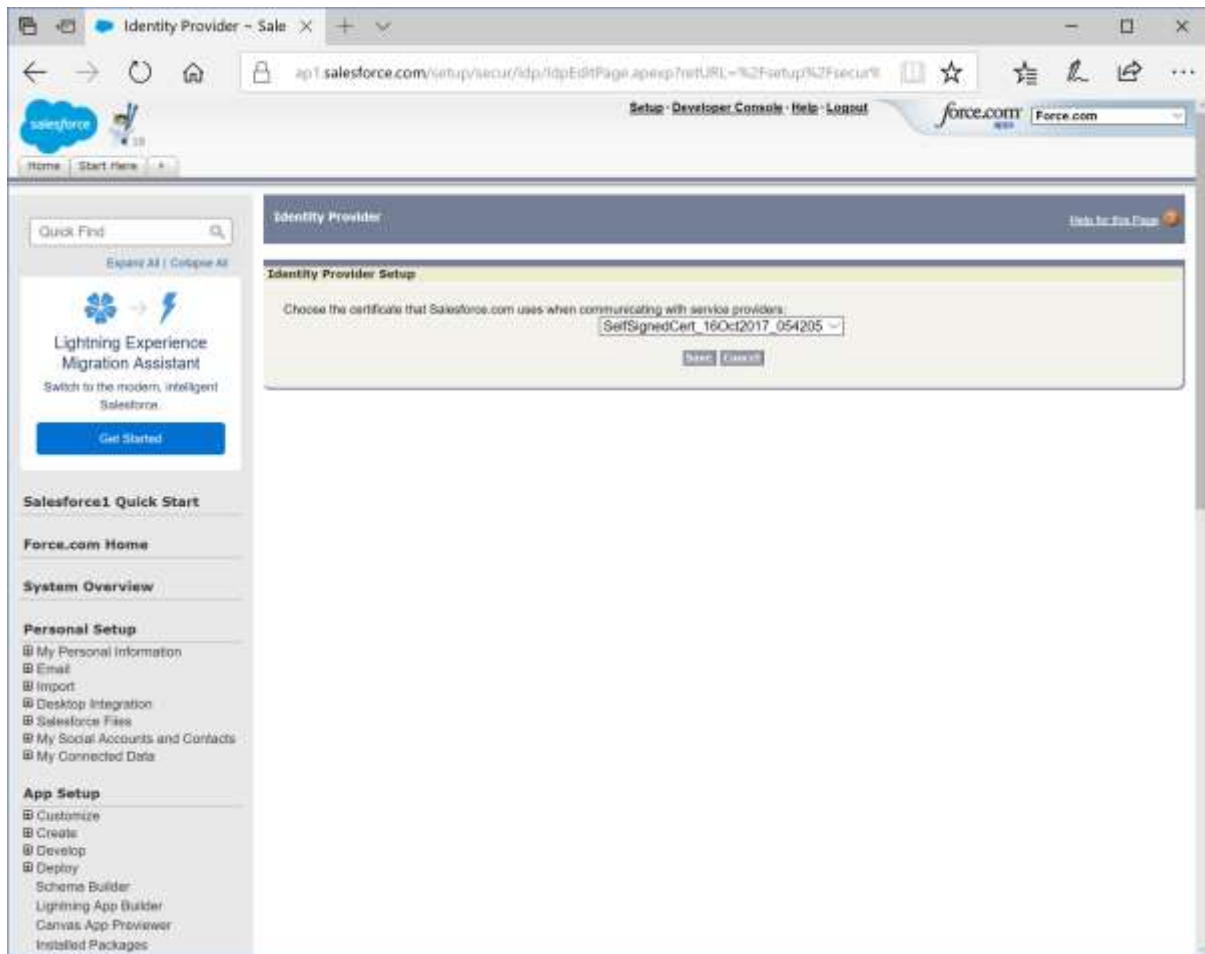 Identity Provider - Sale
ap1.salesforce.com/setup/secur/idp/IdpEditPage.apexp?retURL=%2Fsetup%2Fsecur%
salesforce
18
Setup · Developer Console · Help · Logout
force.com
apps
Force.com
Home
Start Here
+
Quick Find
Expand All | Collapse All
Lightning Experience
Migration Assistant
Switch to the modern, intelligent
Salesforce.
Get Started
Salesforce1 Quick Start
Force.com Home
System Overview
Personal Setup
My Personal Information
Email
Import
Desktop Integration
Salesforce Files
My Social Accounts and Contacts
My Connected Data
App Setup
Customize
Create
Develop
Deploy
Schema Builder
Lightning App Builder
Canvas App Previewer
Installed Packages
Identity Provider
Help for this Page
Identity Provider Setup
Choose the certificate that Salesforce.com uses when communicating with service providers:
SelfSignedCert_16Oct2017_054205
Save
Cancel